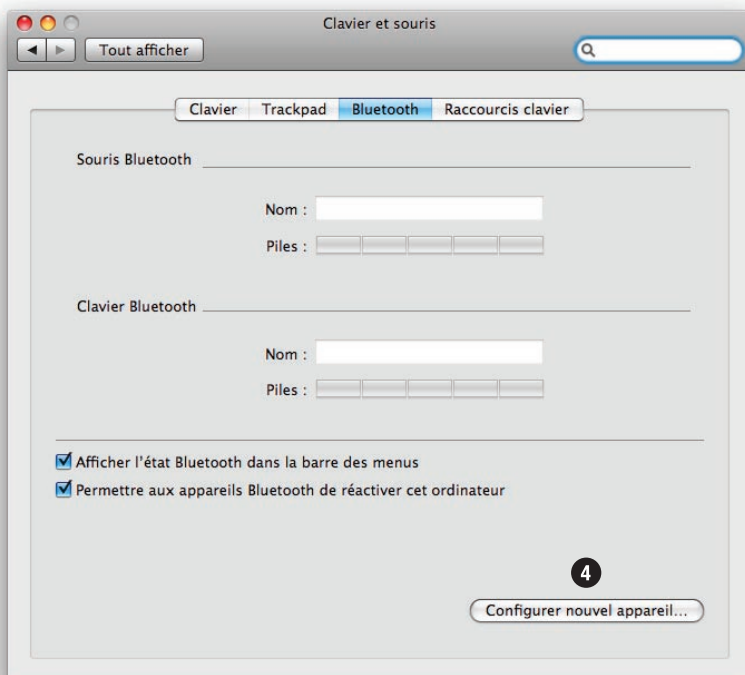 Clavier et souris
Tout afficher
Clavier Trackpad Bluetooth Raccourcis clavier
Souris Bluetooth
Nom :
Piles :
Clavier Bluetooth
Nom :
Piles :
Afficher l'état Bluetooth dans la barre des menus
Permettre aux appareils Bluetooth de réactiver cet ordinateur
4
Configurer nouvel appareil...